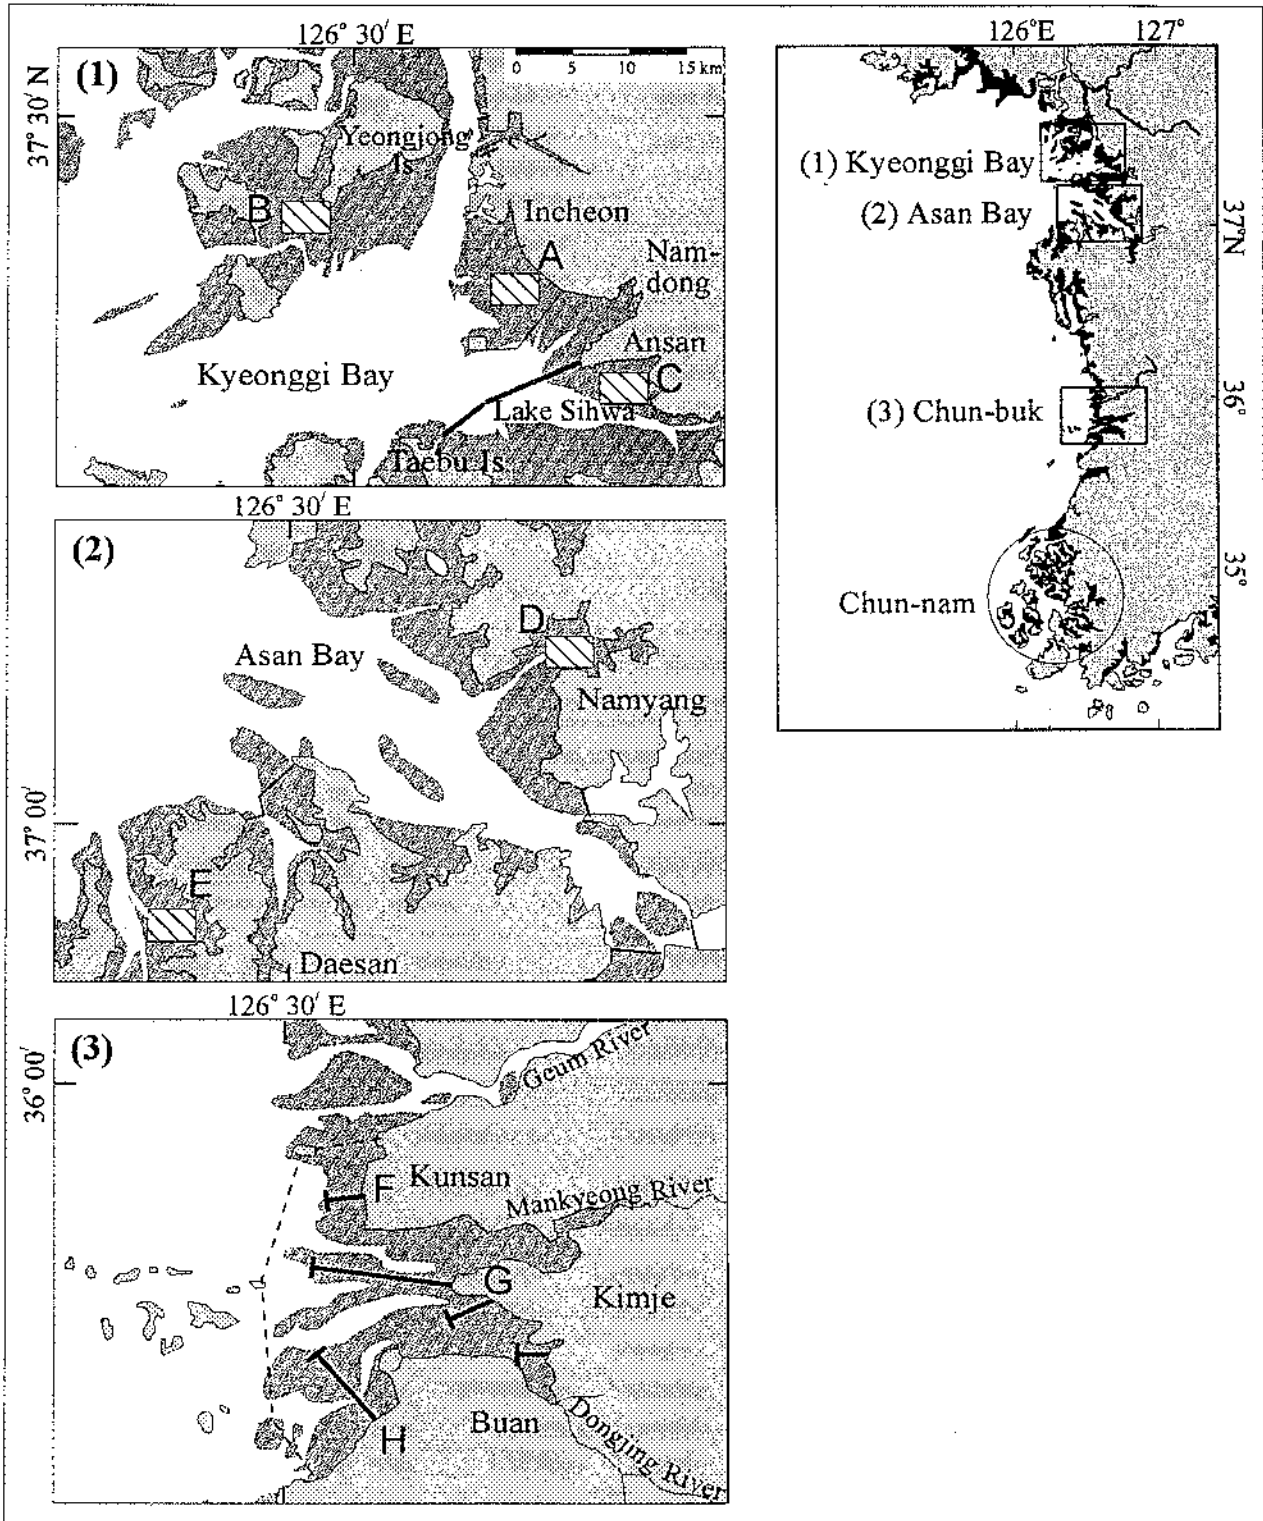 126° 30′ E
(1)
0 5 10 15 km
37° 30′ N
Yeongjong
Is
B
Incheon
A
Nam-
dong
Ansan
Kyeonggi Bay
C
Lake Sihwa
Taebu Is
126° 30′ E
(2)
D
Asan Bay
Namyang
37° 00′
E
Daesan
126° 30′ E
(3)
36° 00′
Geum River
Kunsan
F
Mankyeong River
G
Kimje
Buan
H
Dongjing River
126°E 127°
(1) Kyeonggi Bay
(2) Asan Bay
37°N
(3) Chun-buk
36°
35°
Chun-nam